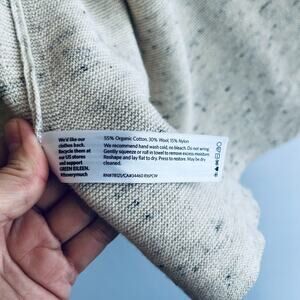 We'd like our
clothes back.
Recycle them at
our US stores
and support
GREEN EILEEN.
55% Organic Cotton, 30% Wool, 15% Nylon
We recommend hand wash cold, no bleach. Do not wring.
Gently squeeze or roll in towel to remove excess moisture.
Reshape and lay flat to dry. Press to restore. May be dry
cleaned.